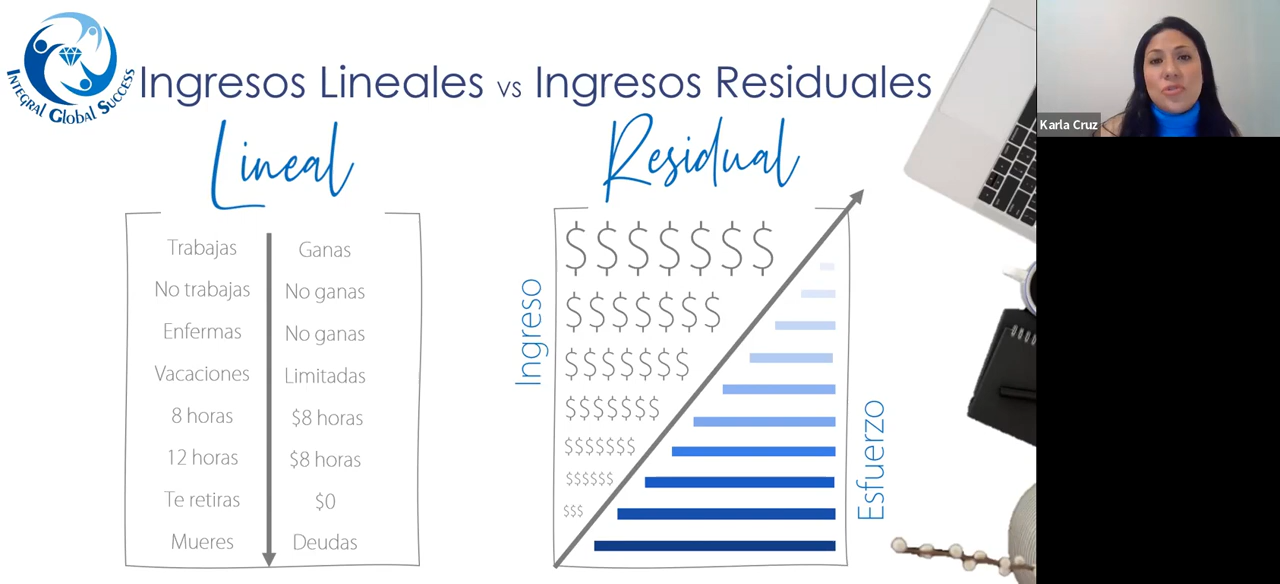 INTEGRAL GLOBAL SUCCESS
Ingresos Lineales vs Ingresos Residuales
Karla Cruz
Lineal
Residual
Trabajas Ganas
No trabajas No ganas
Enfermas No ganas
Vacaciones Limitadas
8 horas $8 horas
12 horas $8 horas
Te retiras $0
Mueres Deudas
Ingreso
$$$$$$$
$$$$$$$
$$$$$$$
$$$$$$$
$$$$$$$
$$$$$$
$$$
Esfuerzo